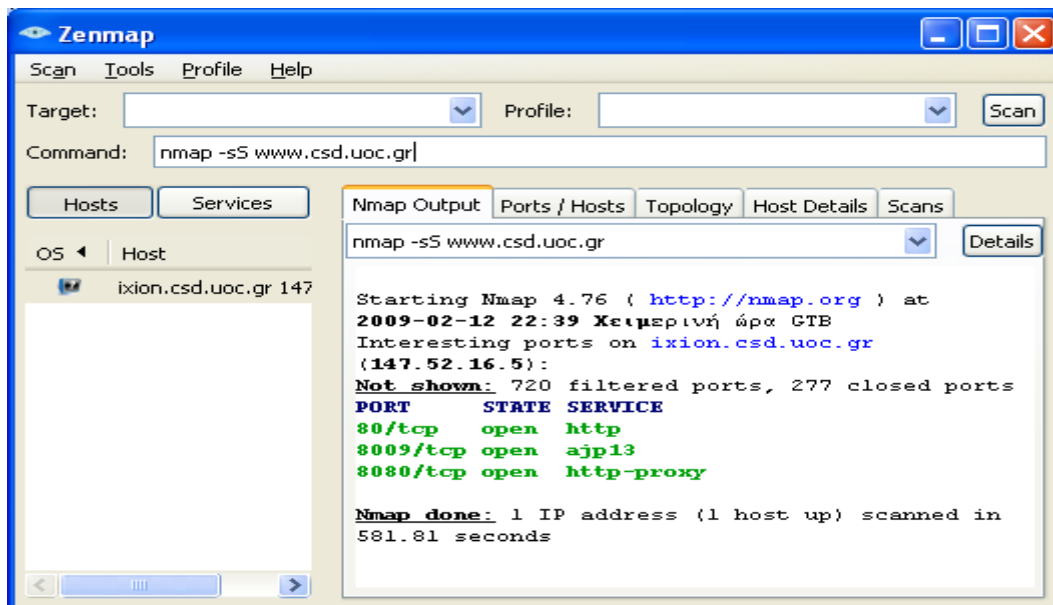 Zenmap
Scan Tools Profile Help
Target: Profile: Scan
Command: nmap -sS www.csd.uoc.gr
Hosts Services
OS Host
ixion.csd.uoc.gr 147
Nmap Output Ports / Hosts Topology Host Details Scans
nmap -sS www.csd.uoc.gr Details
Starting Nmap 4.76 ( http://nmap.org ) at
2009-02-12 22:39 Χειμερινή ώρα GTB
Interesting ports on ixion.csd.uoc.gr
(147.52.16.5):
Not shown: 720 filtered ports, 277 closed ports
PORT STATE SERVICE
80/tcp open http
8009/tcp open ajp13
8080/tcp open http-proxy
Nmap done: 1 IP address (1 host up) scanned in
581.81 seconds